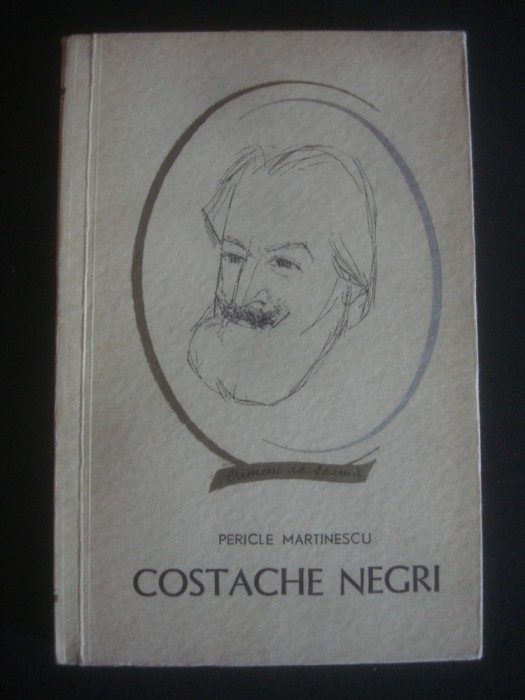 Oameni de seamă
PERICLE MARTINESCU
COSTACHE NEGRI